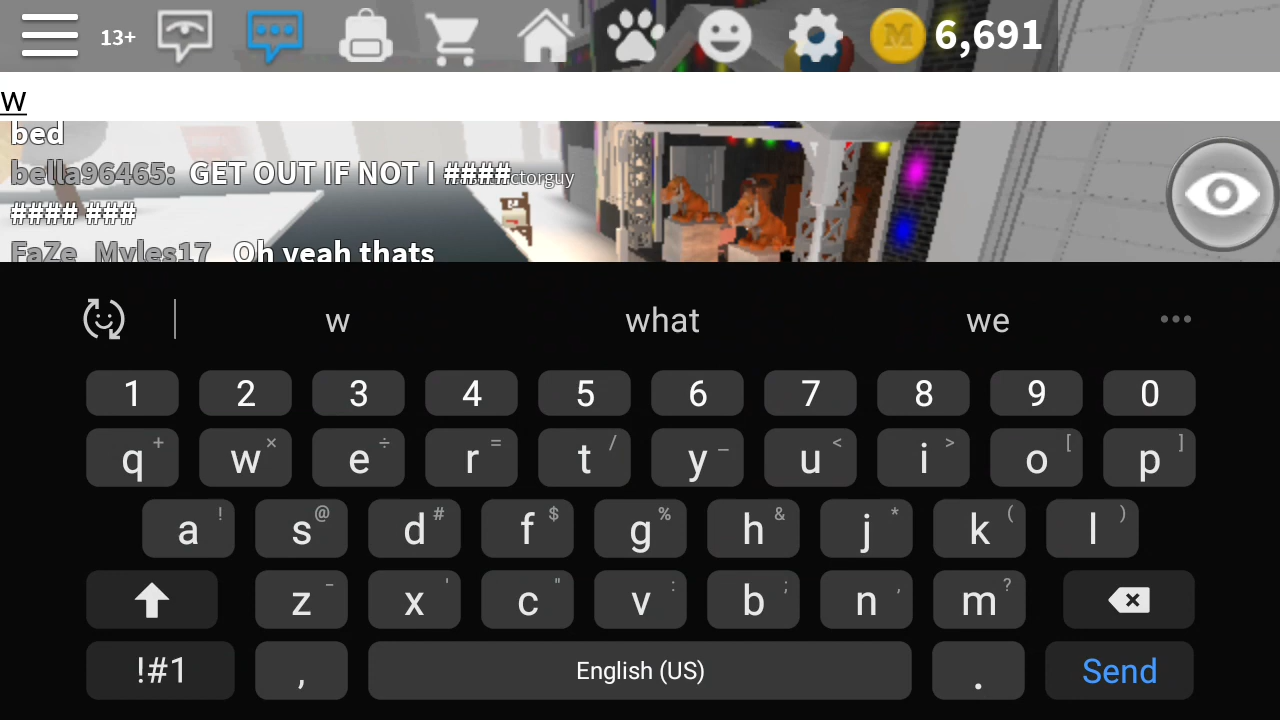 13+ M 6,691
w
bed
bella96465: GET OUT IF NOT I ####
ctorguy
#### ###
FaZe_Myles17 Oh yeah thats
w what we
1 2 3 4 5 6 7 8 9 0
q + w × e ÷ r = t / y _ u < i > o [ p ]
a ! s @ d # f $ g % h & j * k ( l )
z - x ' c " v : b ; n , m ?
!#1 , English (US) . Send